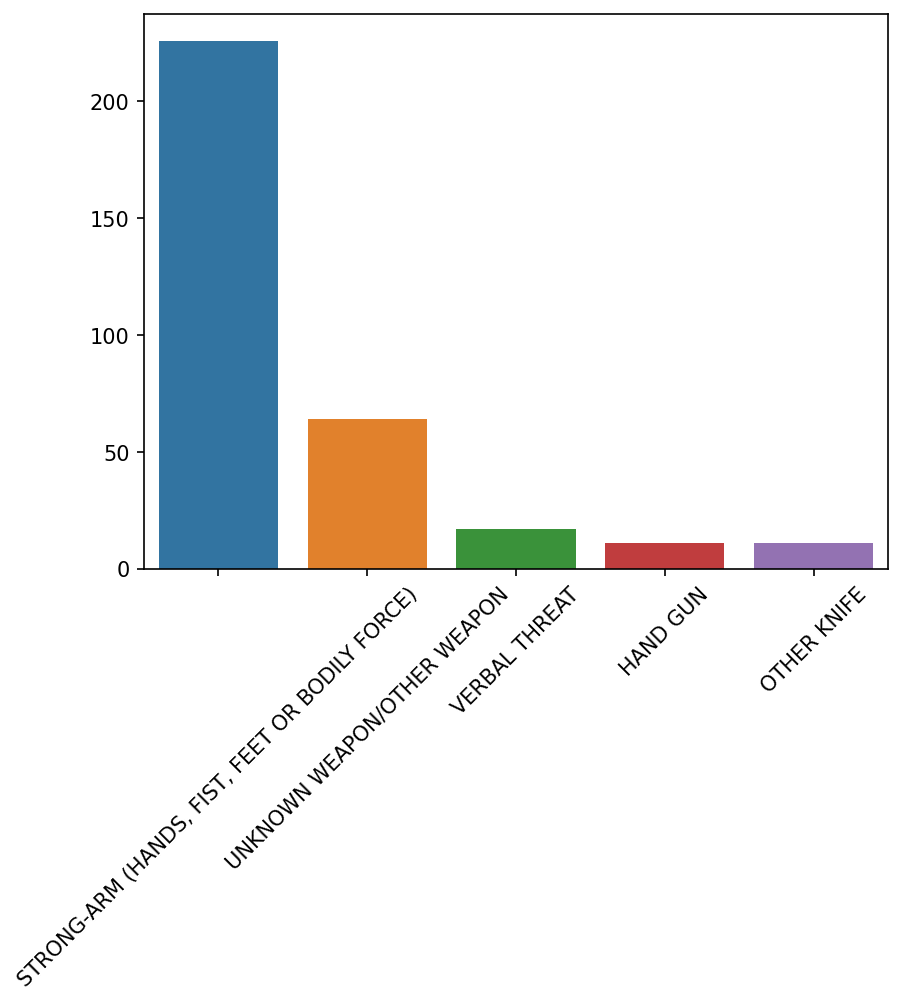 200
150
100
50
0
STRONG-ARM (HANDS, FIST, FEET OR BODILY FORCE)
UNKNOWN WEAPON/OTHER WEAPON
VERBAL THREAT
HAND GUN
OTHER KNIFE